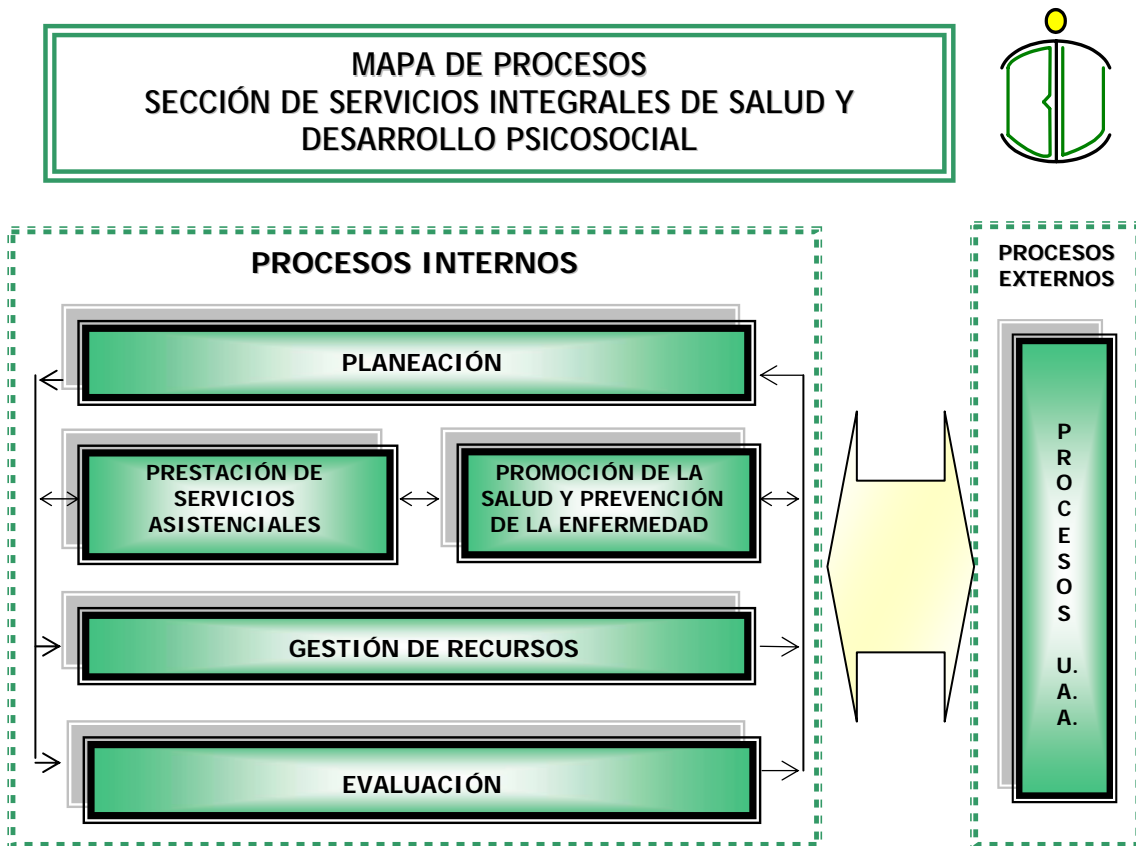 MAPA DE PROCESOS
SECCIÓN DE SERVICIOS INTEGRALES DE SALUD Y
DESARROLLO PSICOSOCIAL
PROCESOS INTERNOS
PLANEACIÓN
PRESTACIÓN DE
SERVICIOS
ASISTENCIALES
PROMOCIÓN DE LA
SALUD Y PREVENCIÓN
DE LA ENFERMEDAD
GESTIÓN DE RECURSOS
EVALUACIÓN
PROCESOS
EXTERNOS
P
R
O
C
E
S
O
S
U.
A.
A.